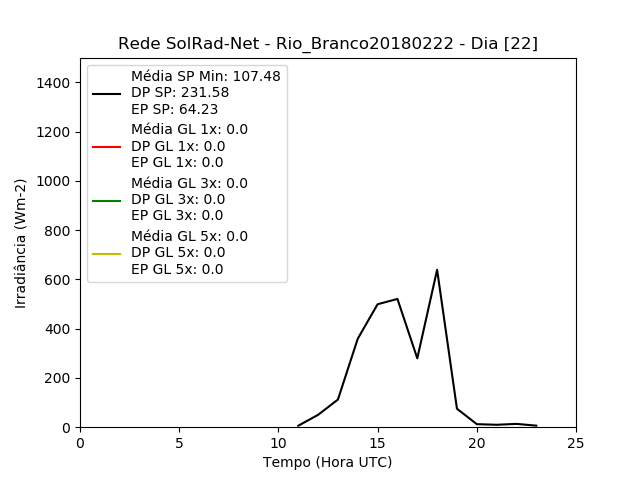 Rede SolRad-Net - Rio_Branco20180222 - Dia [22]
Média SP Min: 107.48
DP SP: 231.58
EP SP: 64.23
Média GL 1x: 0.0
DP GL 1x: 0.0
EP GL 1x: 0.0
Média GL 3x: 0.0
DP GL 3x: 0.0
EP GL 3x: 0.0
Média GL 5x: 0.0
DP GL 5x: 0.0
EP GL 5x: 0.0
Irradiância (Wm-2)
1400
1200
1000
800
600
400
200
0
0 5 10 15 20 25
Tempo (Hora UTC)